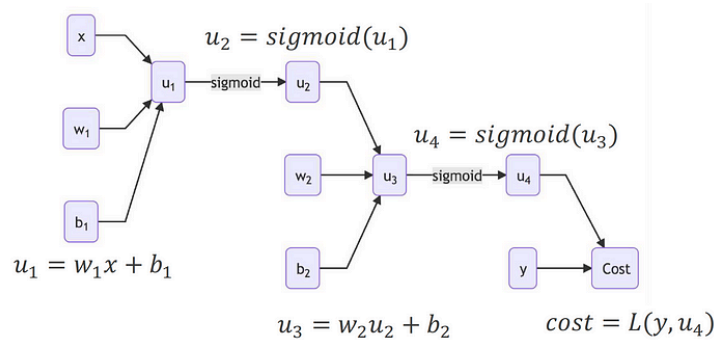 x
u₂ = sigmoid(u₁)
u₁
sigmoid
u₂
w₁
u₄ = sigmoid(u₃)
w₂
u₃
sigmoid
u₄
b₁
u₁ = w₁x + b₁
b₂
y
Cost
u₃ = w₂u₂ + b₂
cost = L(y, u₄)